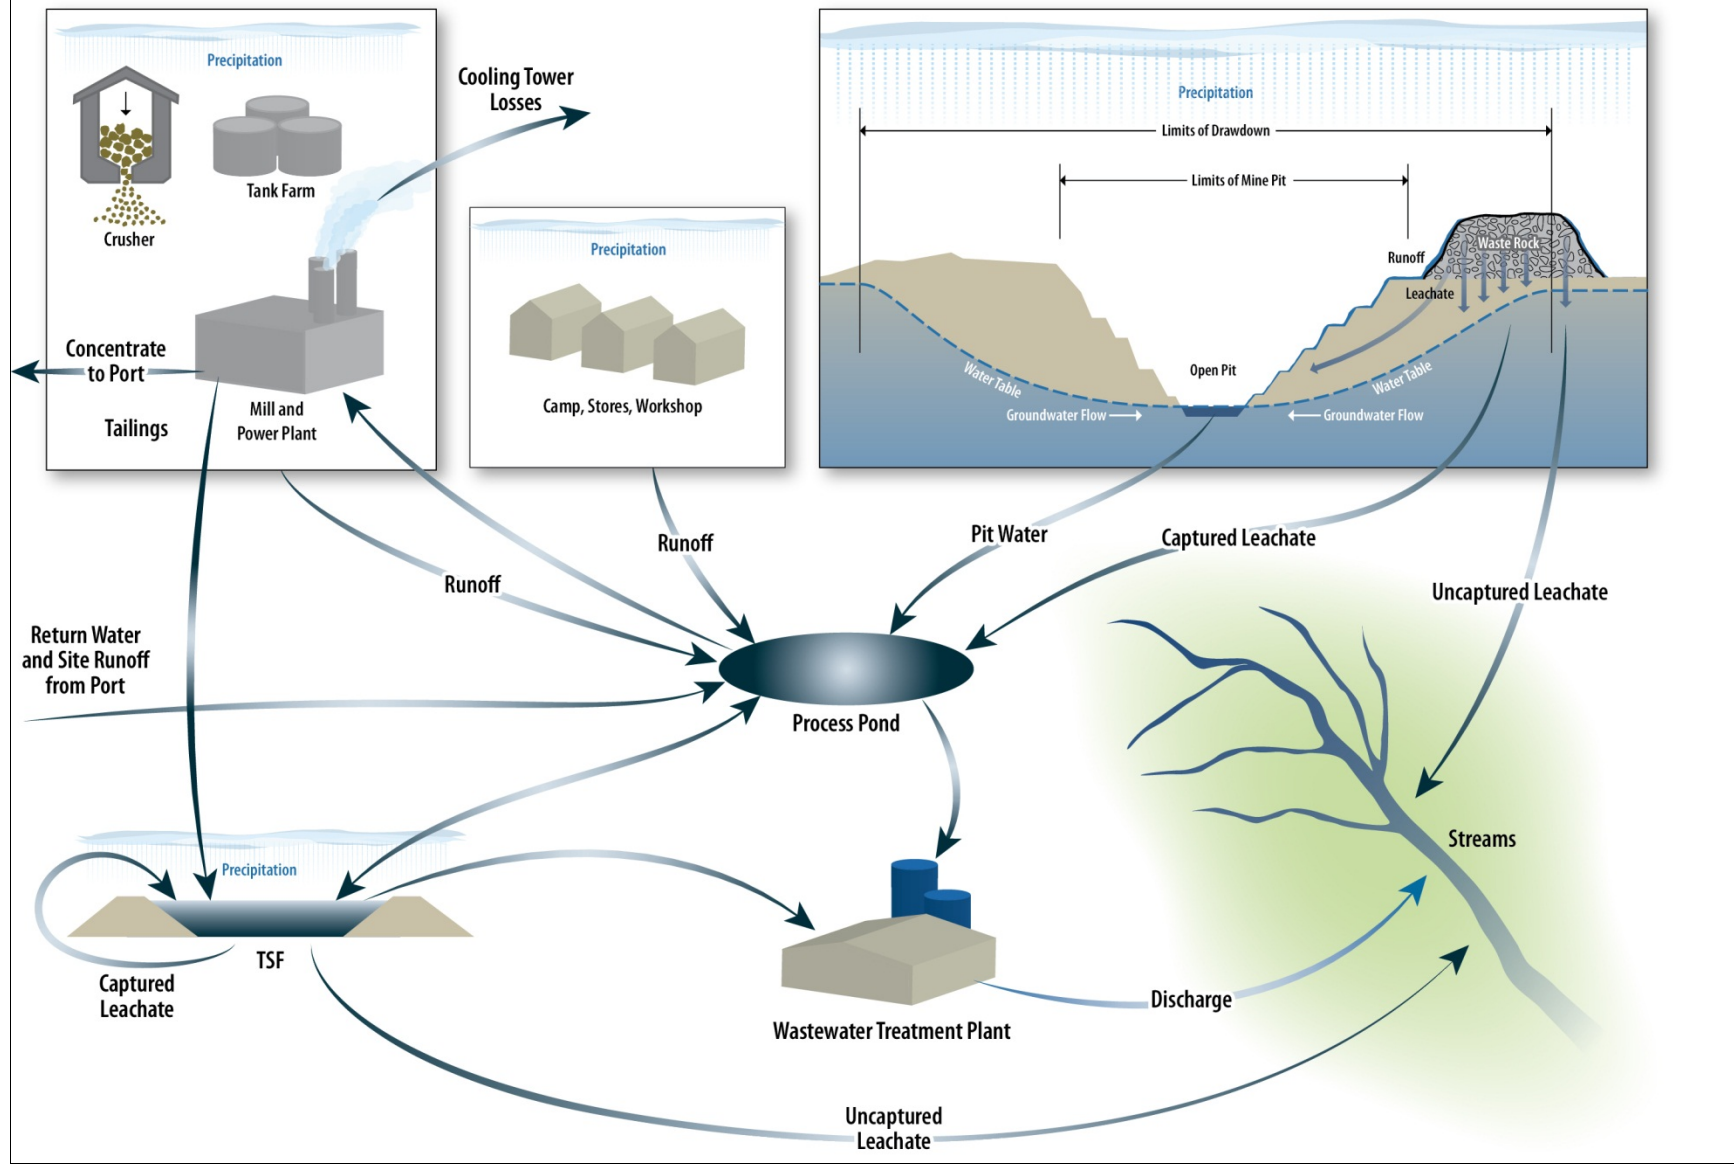 Precipitation
Crusher
Tank Farm
Cooling Tower
Losses
Concentrate
to Port
Mill and
Power Plant
Tailings
Precipitation
Camp, Stores, Workshop
Precipitation
Limits of Drawdown
Limits of Mine Pit
Runoff
Waste Rock
Leachate
Open Pit
Water Table
Water Table
Groundwater Flow
Groundwater Flow
Runoff
Runoff
Pit Water
Captured Leachate
Uncaptured Leachate
Return Water
and Site Runoff
from Port
Process Pond
Streams
Precipitation
TSF
Captured
Leachate
Wastewater Treatment Plant
Discharge
Uncaptured
Leachate